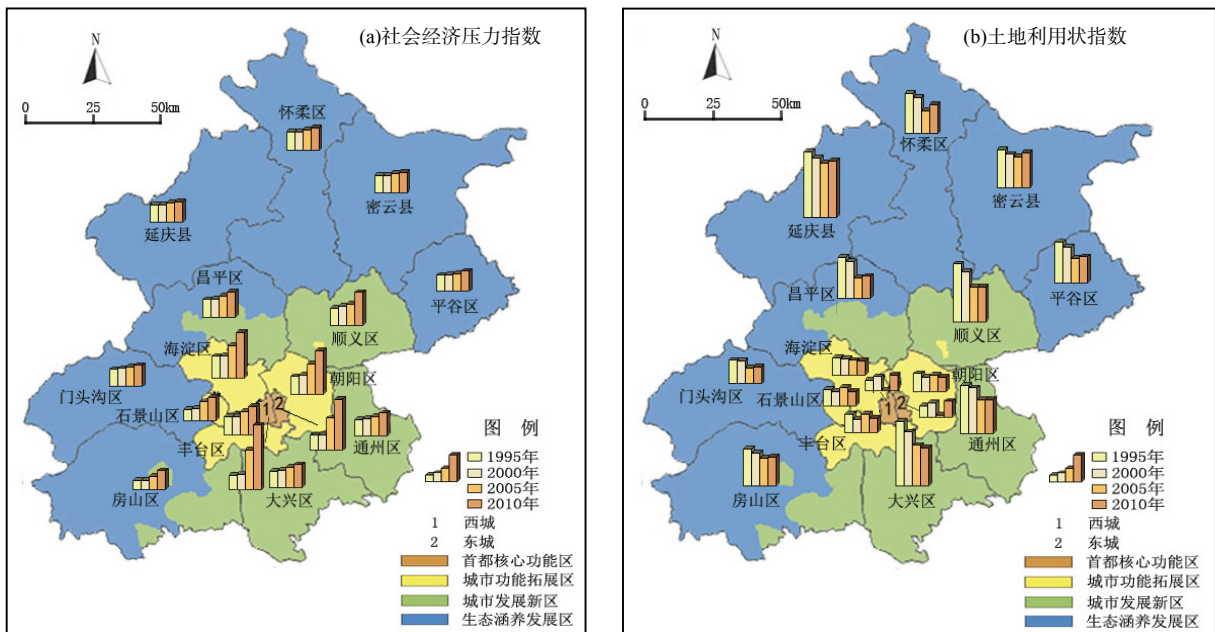 (a)社会经济压力指数
N
0 25 50km
怀柔区
密云县
延庆县
昌平区
平谷区
顺义区
海淀区
朝阳区
门头沟区
石景山区
1 2
丰台区
通州区
房山区
大兴区
图 例
1995年
2000年
2005年
2010年
1 西城
2 东城
首都核心功能区
城市功能拓展区
城市发展新区
生态涵养发展区
(b)土地利用状指数
N
0 25 50km
怀柔区
密云县
延庆县
昌平区
平谷区
顺义区
海淀区
朝阳区
门头沟区
石景山区
1 2
丰台区
通州区
房山区
大兴区
图 例
1995年
2000年
2005年
2010年
1 西城
2 东城
首都核心功能区
城市功能拓展区
城市发展新区
生态涵养发展区